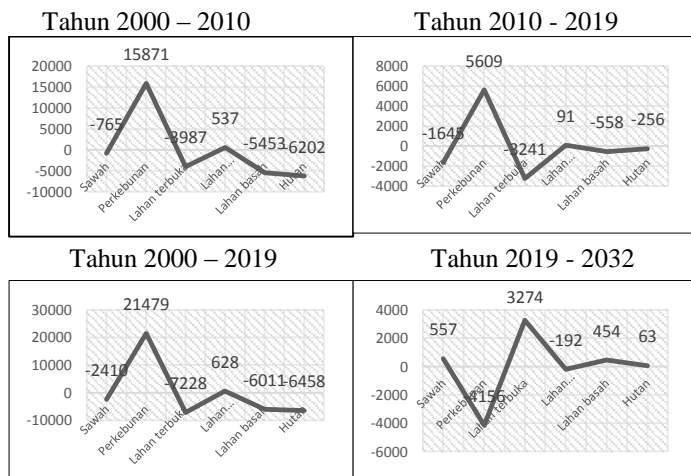 Tahun 2000 – 2010
20000
15000
10000
5000
0
-5000
-10000
-765
15871
-3987
537
-5453
-6202
Sawah
Perkebunan
Lahan terbuka
Lahan...
Lahan basah
Hutan
Tahun 2010 - 2019
8000
6000
4000
2000
0
-2000
-4000
-1645
5609
-3241
91
-558
-256
Sawah
Perkebunan
Lahan terbuka
Lahan...
Lahan basah
Hutan
Tahun 2000 – 2019
30000
20000
10000
0
-10000
-2410
21479
-7228
628
-6011
-6458
Sawah
Perkebunan
Lahan terbuk...
Lahan...
Lahan basah
Hutan
Tahun 2019 - 2032
4000
2000
0
-2000
-4000
-6000
557
-4156
3274
-192
454
63
Sawah
Perkebunan
Lahan terbuka
Lahan...
Lahan basah
Hutan